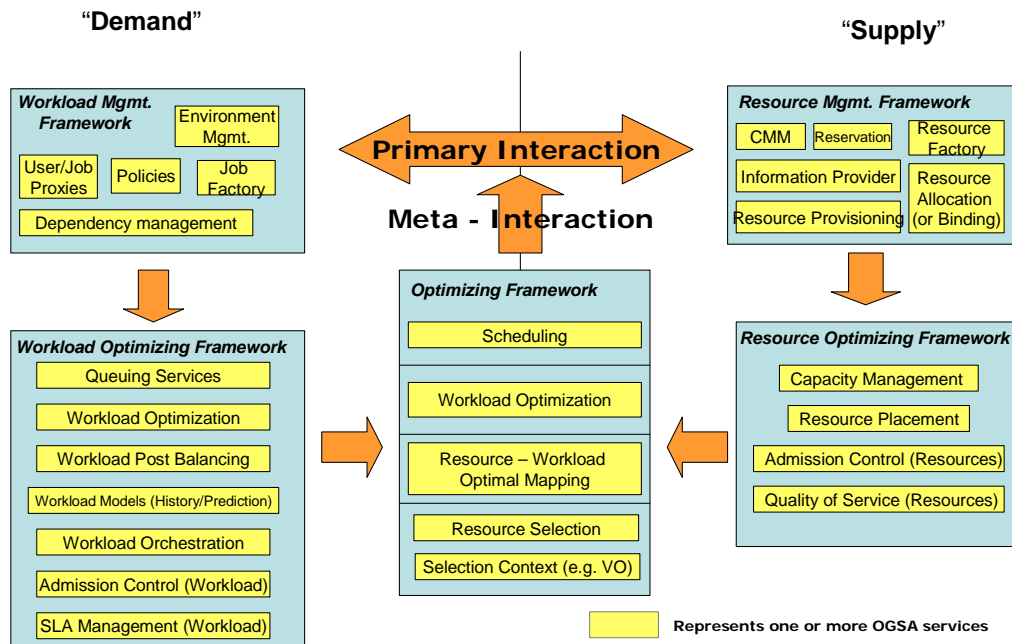 “Demand”
“Supply”
Workload Mgmt.
Framework
Environment
Mgmt.
User/Job
Proxies
Policies
Job
Factory
Dependency management
Primary Interaction
Meta - Interaction
Resource Mgmt. Framework
CMM
Reservation
Resource
Factory
Information Provider
Resource
Allocation
(or Binding)
Resource Provisioning
Optimizing Framework
Scheduling
Workload Optimization
Resource – Workload
Optimal Mapping
Resource Selection
Selection Context (e.g. VO)
Workload Optimizing Framework
Queuing Services
Workload Optimization
Workload Post Balancing
Workload Models (History/Prediction)
Workload Orchestration
Admission Control (Workload)
SLA Management (Workload)
Resource Optimizing Framework
Capacity Management
Resource Placement
Admission Control (Resources)
Quality of Service (Resources)
Represents one or more OGSA services